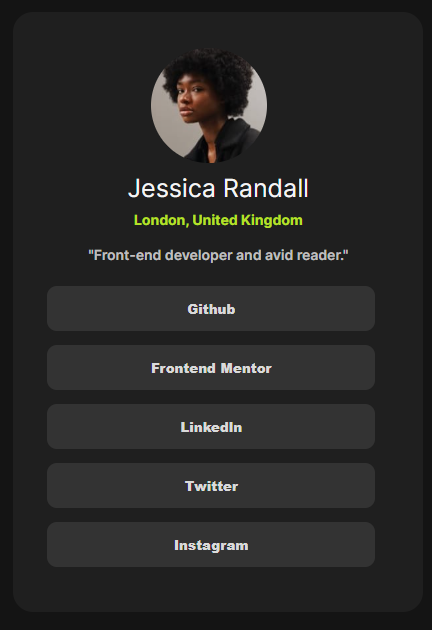 Jessica Randall
London, United Kingdom
"Front-end developer and avid reader."
Github
Frontend Mentor
LinkedIn
Twitter
Instagram